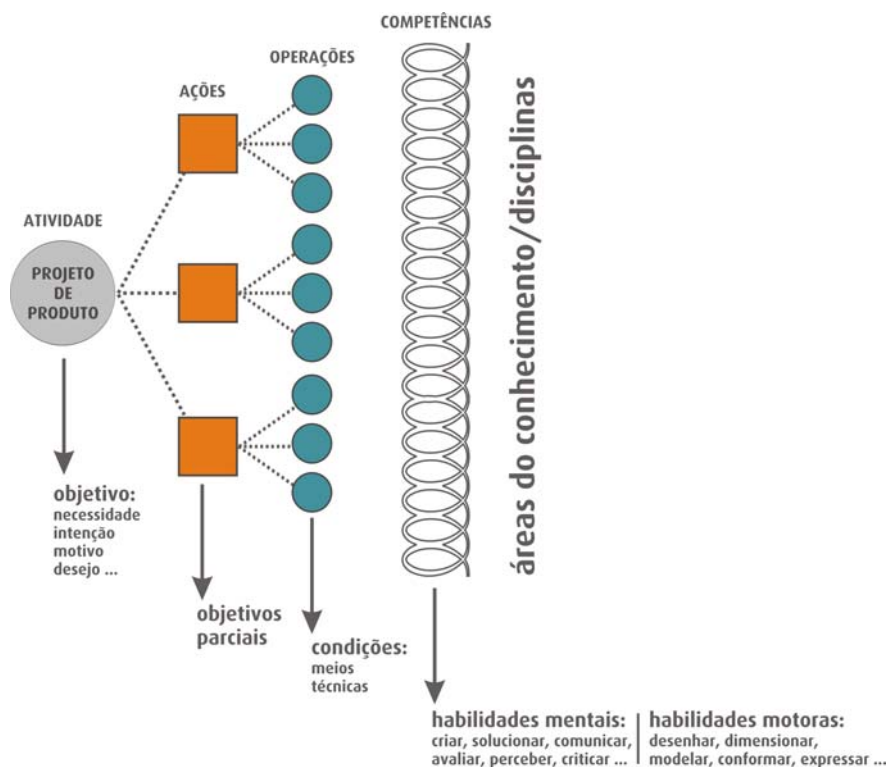 COMPETÊNCIAS
OPERAÇÕES
AÇÕES
ATIVIDADE
PROJETO
DE
PRODUTO
áreas do conhecimento/disciplinas
objetivo:
necessidade
intenção
motivo
desejo ...
objetivos
parciais
condições:
meios
técnicas
habilidades mentais:
criar, solucionar, comunicar,
avaliar, perceber, criticar ...
habilidades motoras:
desenhar, dimensionar,
modelar, conformar, expressar ...